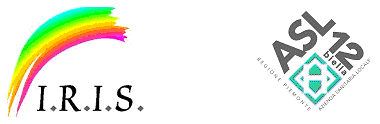 I.R.I.S.
ASL 12
biella
REGIONE PIEMONTE
AZIENDA SANITARIA LOCALE